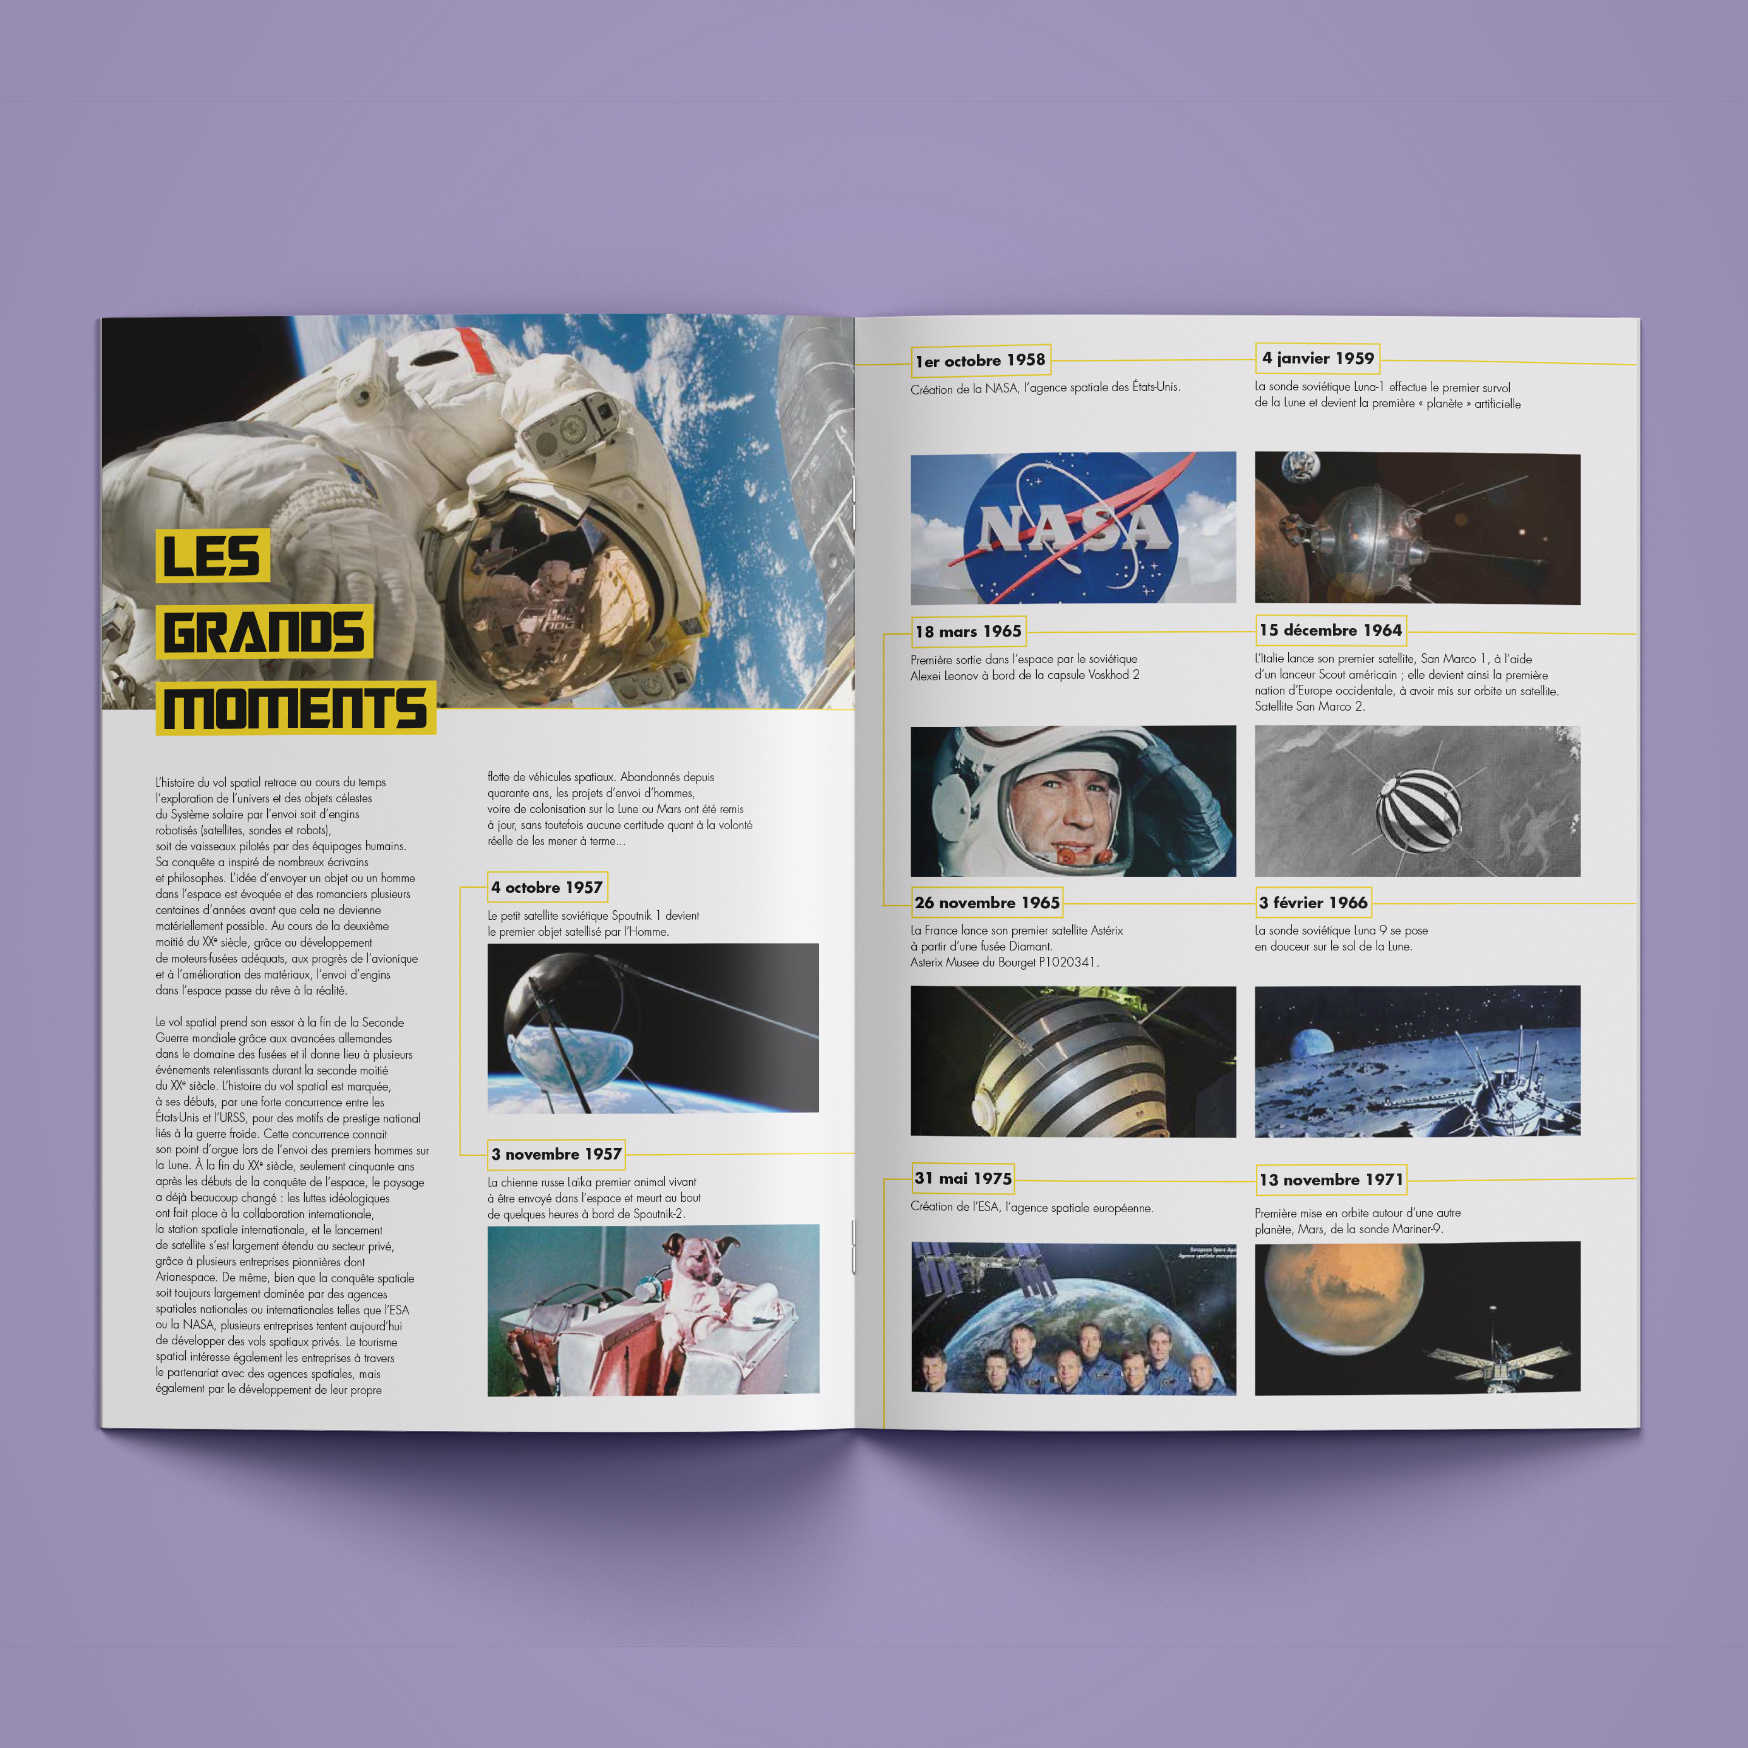 LES
GRANDS
MOMENTS
L'histoire du vol spatial retrace au cours du temps
l'exploration de l'univers et des objets célestes
du Système solaire par l'envoi soit d'engins
robotisés (satellites, sondes et robots),
soit de vaisseaux pilotés par des équipages humains.
Sa conquête a inspiré de nombreux écrivains
et philosophes. L'idée d'envoyer un objet ou un homme
dans l'espace est évoquée et des romanciers plusieurs
centaines d'années avant que cela ne devienne
matériellement possible. Au cours de la deuxième
moitié du XXe siècle, grâce au développement
de moteurs-fusées adéquats, aux progrès de l'avionique
et à l'amélioration des matériaux, l'envoi d'engins
dans l'espace passe du rêve à la réalité.
Le vol spatial prend son essor à la fin de la Seconde
Guerre mondiale grâce aux avancées allemandes
dans le domaine des fusées et il donne lieu à plusieurs
événements retentissants durant la seconde moitié
du XXe siècle. L'histoire du vol spatial est marquée,
à ses débuts, par une forte concurrence entre les
États-Unis et l'URSS, pour des motifs de prestige national
liés à la guerre froide. Cette concurrence connait
son point d'orgue lors de l'envoi des premiers hommes sur
la Lune. À la fin du XXe siècle, seulement cinquante ans
après les débuts de la conquête de l'espace, le paysage
a déjà beaucoup changé : les luttes idéologiques
ont fait place à la collaboration internationale,
la station spatiale internationale, et le lancement
de satellite s'est largement étendu au secteur privé,
grâce à plusieurs entreprises pionnières dont
Arianespace. De même, bien que la conquête spatiale
soit toujours largement dominée par des agences
spatiales nationales ou internationales telles que l'ESA
ou la NASA, plusieurs entreprises tentent aujourd'hui
de développer des vols spatiaux privés. Le tourisme
spatial intéresse également les entreprises à travers
le partenariat avec des agences spatiales, mais
également par le développement de leur propre
flotte de véhicules spatiaux. Abandonnés depuis
quarante ans, les projets d'envoi d'hommes,
voire de colonisation sur la Lune ou Mars ont été remis
à jour, sans toutefois aucune certitude quant à la volonté
réelle de les mener à terme...
4 octobre 1957
Le petit satellite soviétique Spoutnik 1 devient
le premier objet satellisé par l'Homme.
3 novembre 1957
La chienne russe Laïka premier animal vivant
à être envoyé dans l'espace et meurt au bout
de quelques heures à bord de Spoutnik-2.
1er octobre 1958
Création de la NASA, l'agence spatiale des États-Unis.
NASA
4 janvier 1959
La sonde soviétique Luna-1 effectue le premier survol
de la Lune et devient la première « planète » artificielle
18 mars 1965
Première sortie dans l'espace par le soviétique
Alexei Leonov à bord de la capsule Voskhod 2
15 décembre 1964
L'Italie lance son premier satellite, San Marco 1, à l'aide
d'un lanceur Scout américain ; elle devient ainsi la première
nation d'Europe occidentale, à avoir mis sur orbite un satellite.
Satellite San Marco 2.
26 novembre 1965
La France lance son premier satellite Astérix
à partir d'une fusée Diamant.
Asterix Musee du Bourget P1020341.
3 février 1966
La sonde soviétique Luna 9 se pose
en douceur sur le sol de la Lune.
31 mai 1975
Création de l'ESA, l'agence spatiale européenne.
European Space Age
Agence spatiale européen
13 novembre 1971
Première mise en orbite autour d'une autre
planète, Mars, de la sonde Mariner-9.